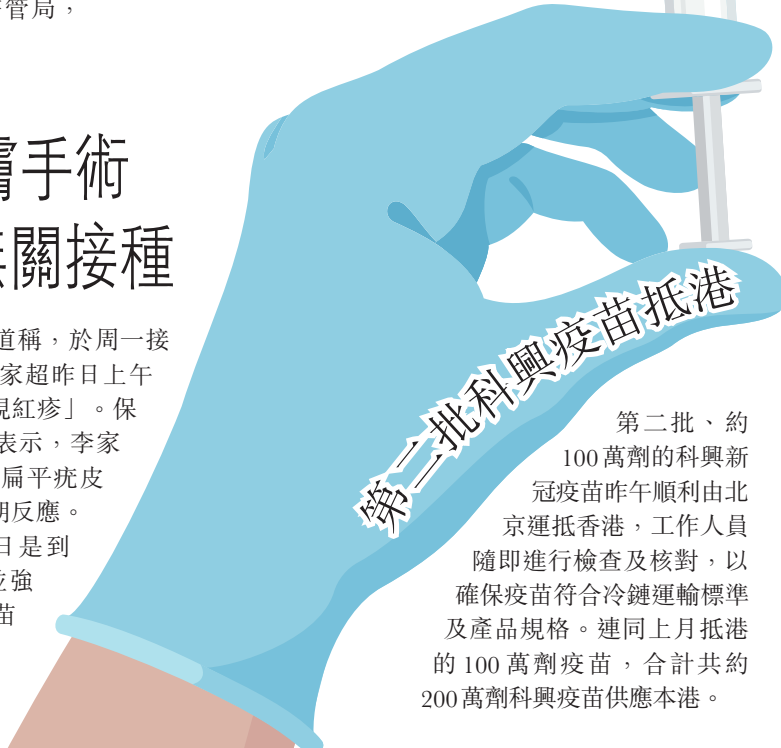 管局，
膚手術
無關接種
道稱，於周一接
家超昨日上午
現紅疹」。保
表示，李家
扁平疣皮
期反應。
日是到
並強
苗
第二批科興疫苗抵港
第二批、約
100萬劑的科興新
冠疫苗昨午順利由北
京運抵香港，工作人員
隨即進行檢查及核對，以
確保疫苗符合冷鏈運輸標準
及產品規格。連同上月抵港
的100萬劑疫苗，合計共約
200萬劑科興疫苗供應本港。